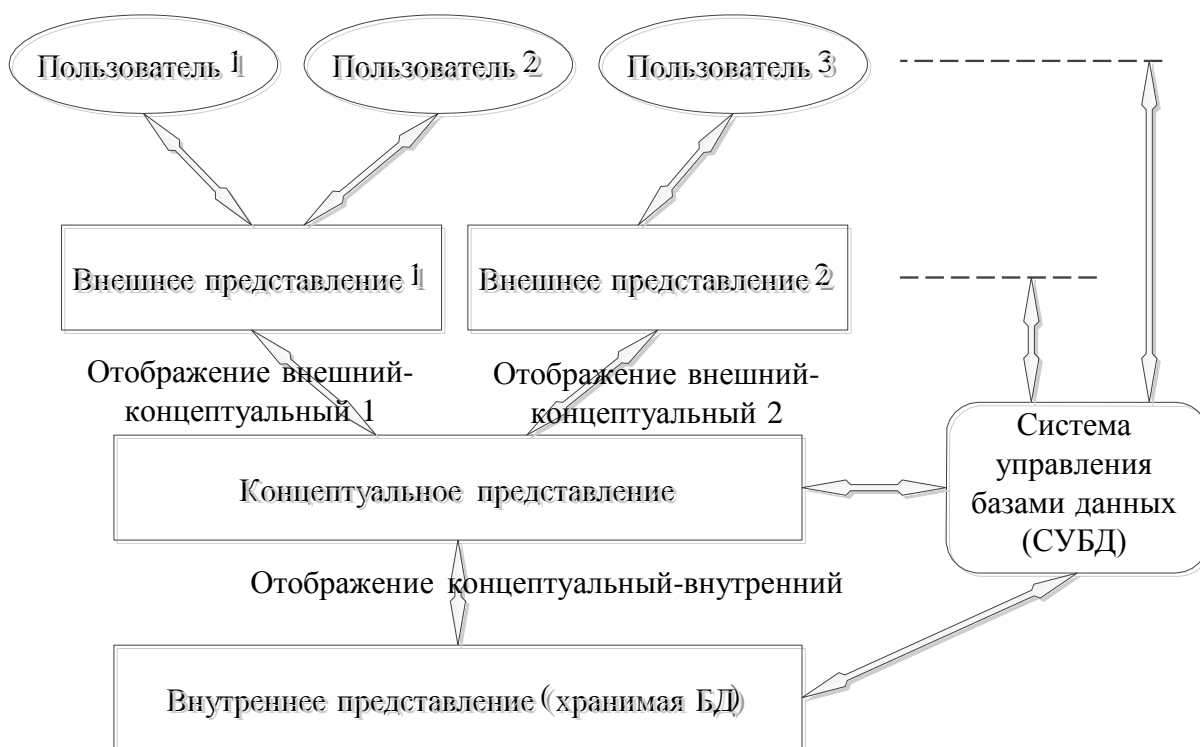 Пользователь 1
Пользователь 2
Пользователь 3
Внешнее представление 1
Внешнее представление 2
Отображение внешний-
концептуальный 1
Отображение внешний-
концептуальный 2
Концептуальное представление
Система
управления
базами данных
(СУБД)
Отображение концептуальный-внутренний
Внутреннее представление (хранимая БД)